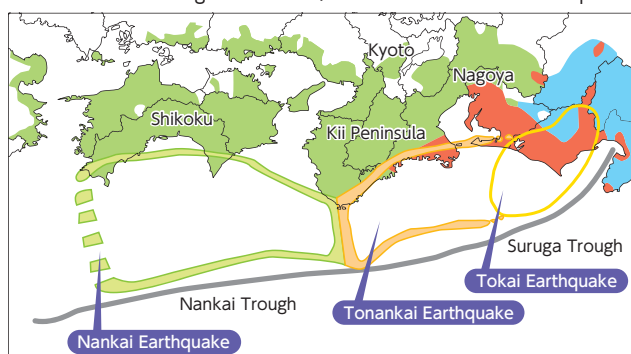 Kyoto
Nagoya
Shikoku
Kii Peninsula
Suruga Trough
Tokai Earthquake
Nankai Trough
Tonankai Earthquake
Nankai Earthquake